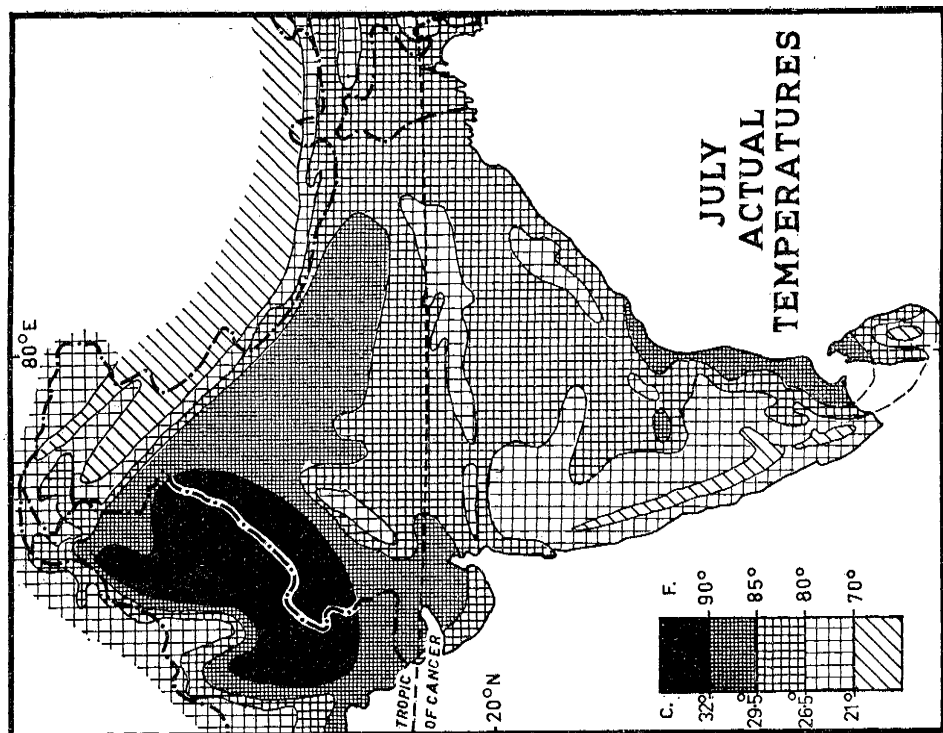 80°E
JULY
ACTUAL
TEMPERATURES
TROPIC
OF CANCER
20°N
C. F.
32° 90°
29·5° 85°
26·5° 80°
21° 70°